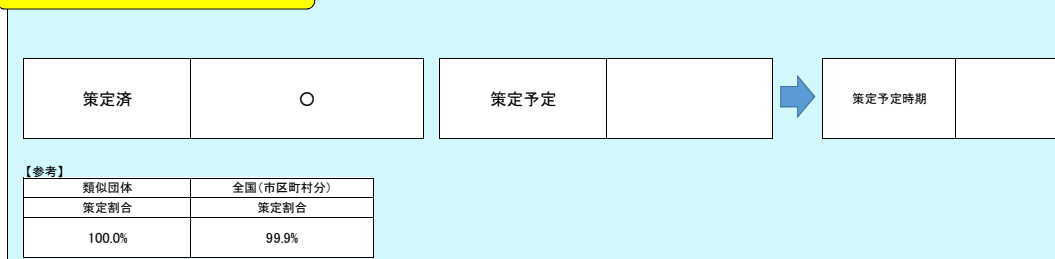 策定済 ○ 策定予定 策定予定時期
【参考】
類似団体 全国(市区町村分)
策定割合 策定割合
100.0% 99.9%